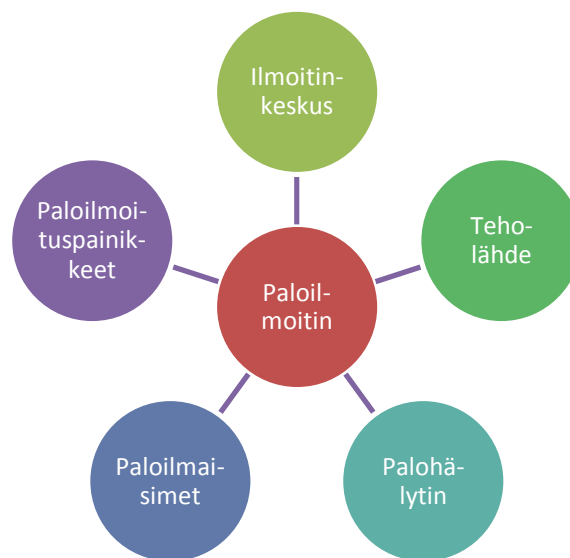 Ilmoitin-
keskus
Teho-
lähde
Palohä-
lytin
Paloilmai-
simet
Paloilmoi-
tuspainik-
keet
Paloil-
moitin